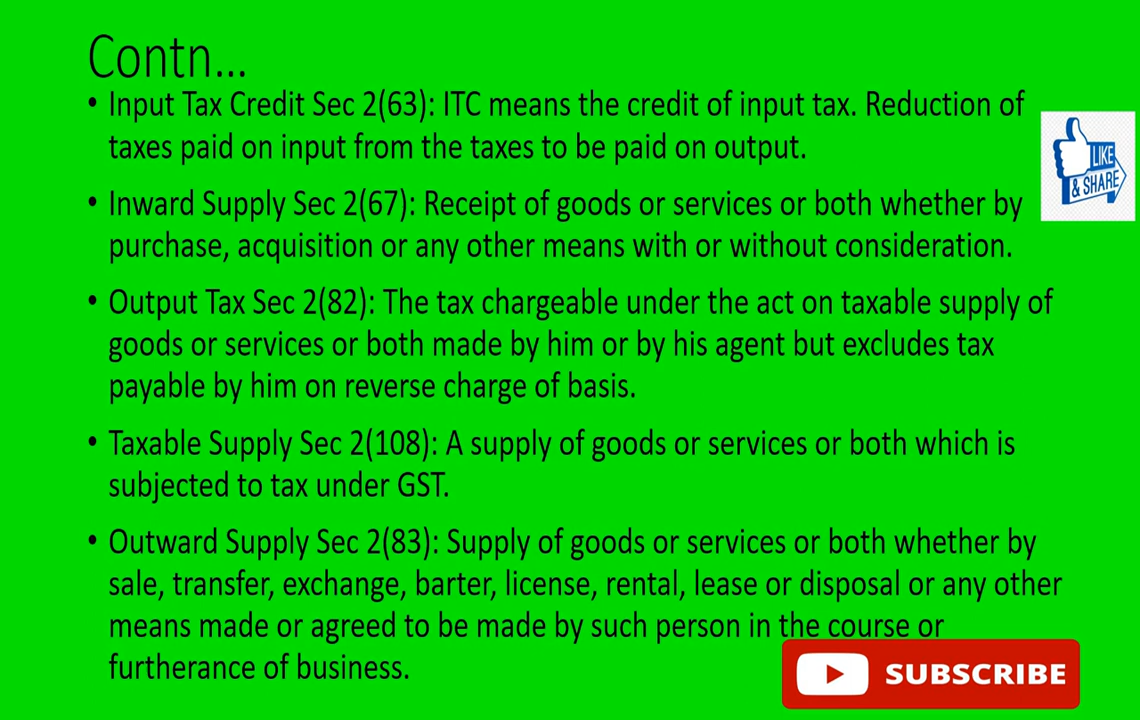 Contn...
• Input Tax Credit Sec 2(63): ITC means the credit of input tax. Reduction of
taxes paid on input from the taxes to be paid on output.
• Inward Supply Sec 2(67): Receipt of goods or services or both whether by
purchase, acquisition or any other means with or without consideration.
• Output Tax Sec 2(82): The tax chargeable under the act on taxable supply of
goods or services or both made by him or by his agent but excludes tax
payable by him on reverse charge of basis.
• Taxable Supply Sec 2(108): A supply of goods or services or both which is
subjected to tax under GST.
• Outward Supply Sec 2(83): Supply of goods or services or both whether by
sale, transfer, exchange, barter, license, rental, lease or disposal or any other
means made or agreed to be made by such person in the course or
furtherance of business.
LIKE
& SHARE
SUBSCRIBE